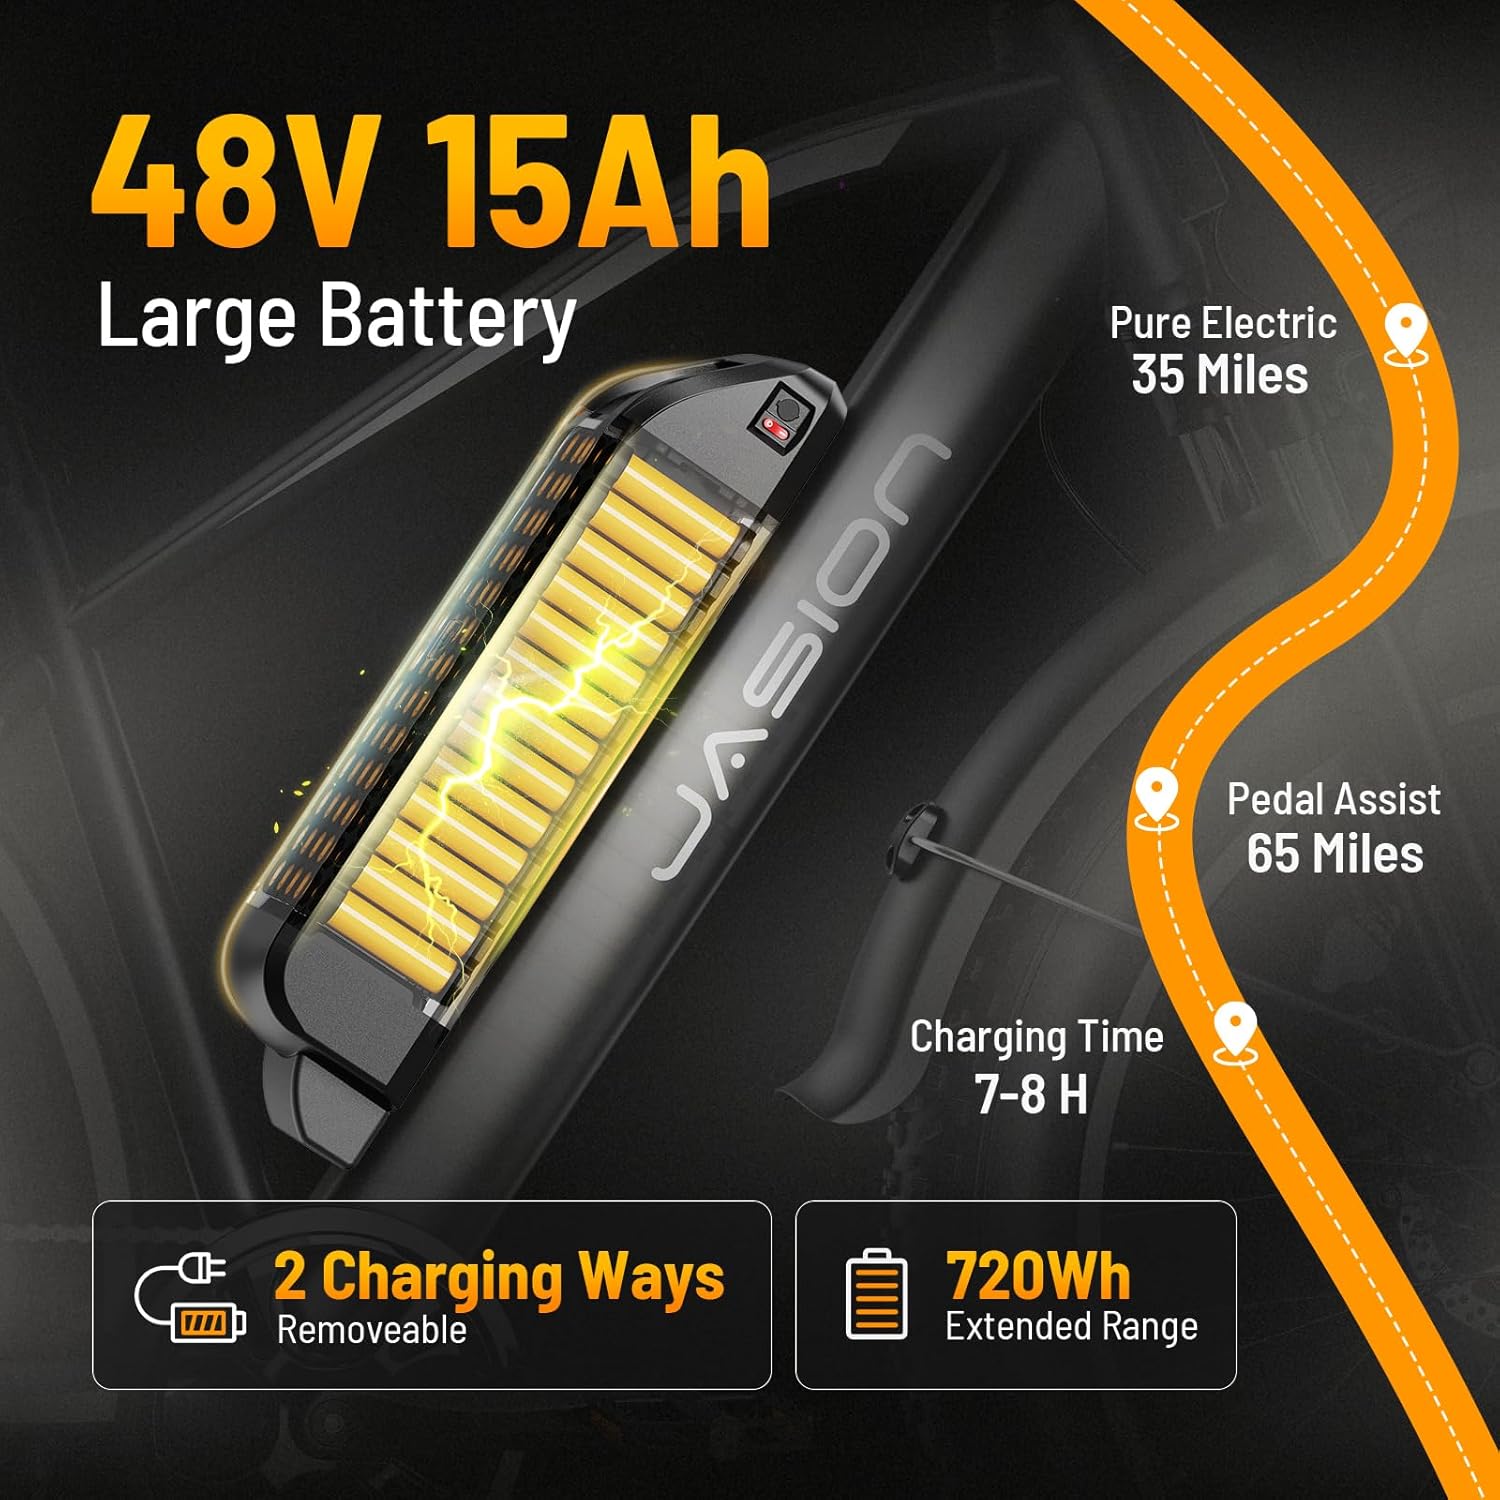 48V 15Ah
Large Battery
Pure Electric
35 Miles
JASION
Pedal Assist
65 Miles
Charging Time
7-8 H
2 Charging Ways
Removeable
720Wh
Extended Range